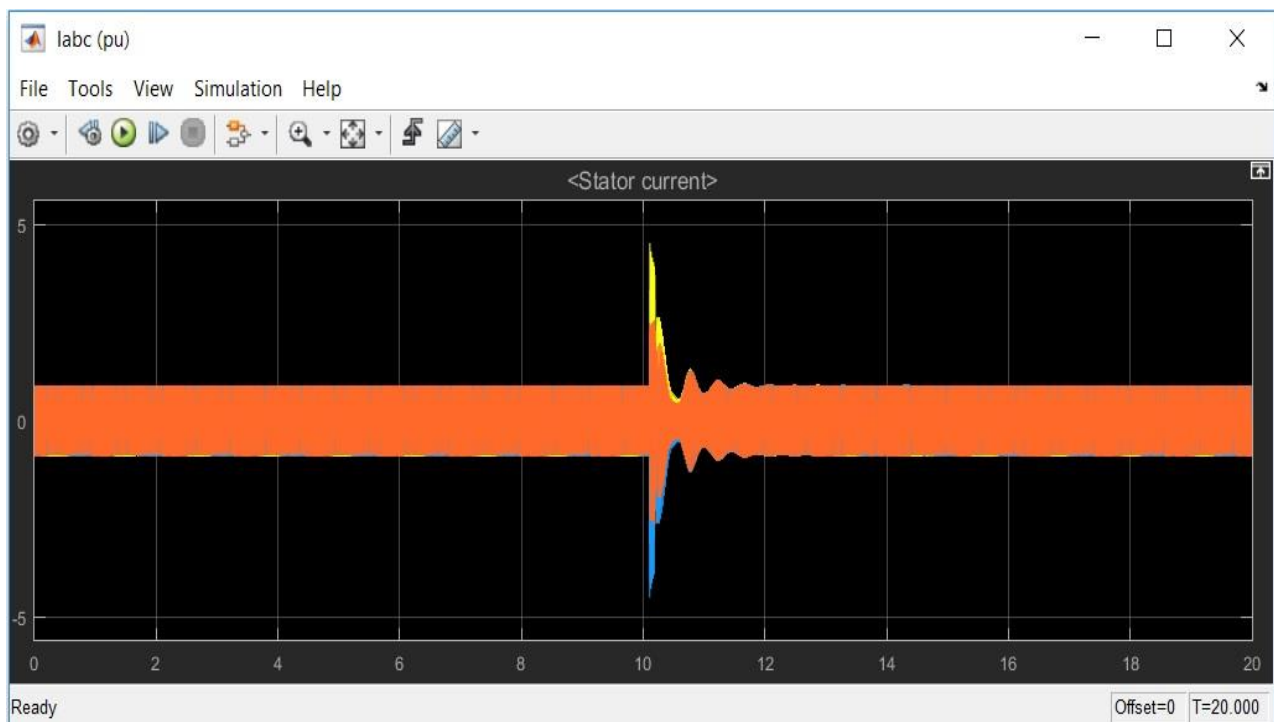 Iabc (pu)
File Tools View Simulation Help
<Stator current>
5
0
-5
0 2 4 6 8 10 12 14 16 18 20
Ready Offset=0 T=20.000